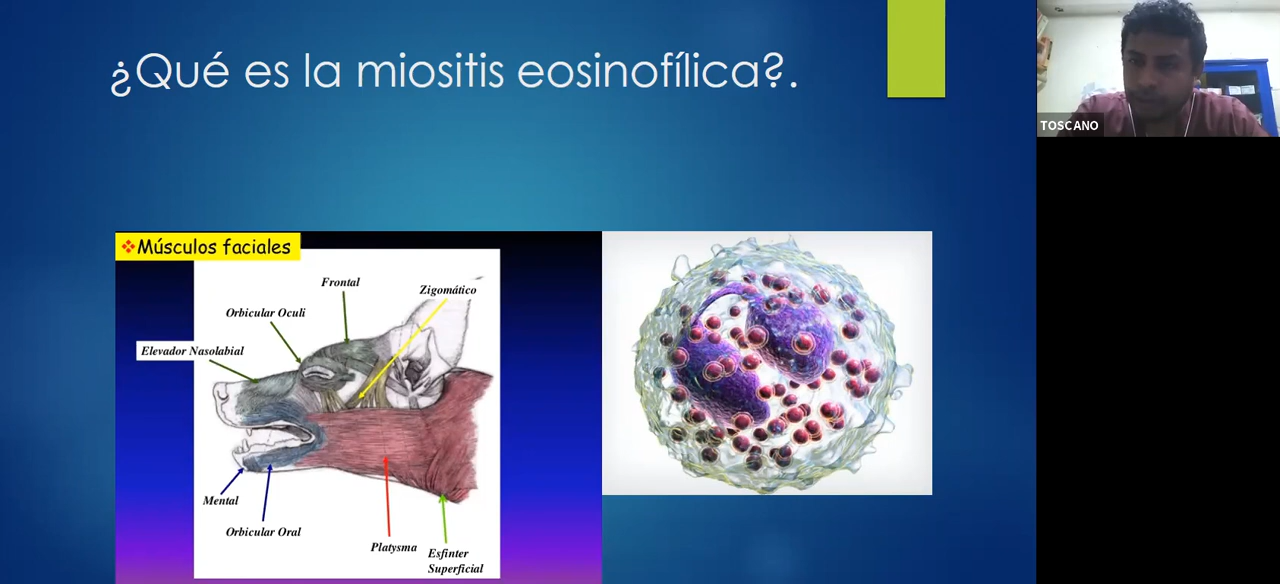 ¿Qué es la miositis eosinofílica?.
TOSCANO
❖Músculos faciales
Frontal
Zigomático
Orbicular Oculi
Elevador Nasolabial
Mental
Orbicular Oral
Platysma
Esfinter
Superficial